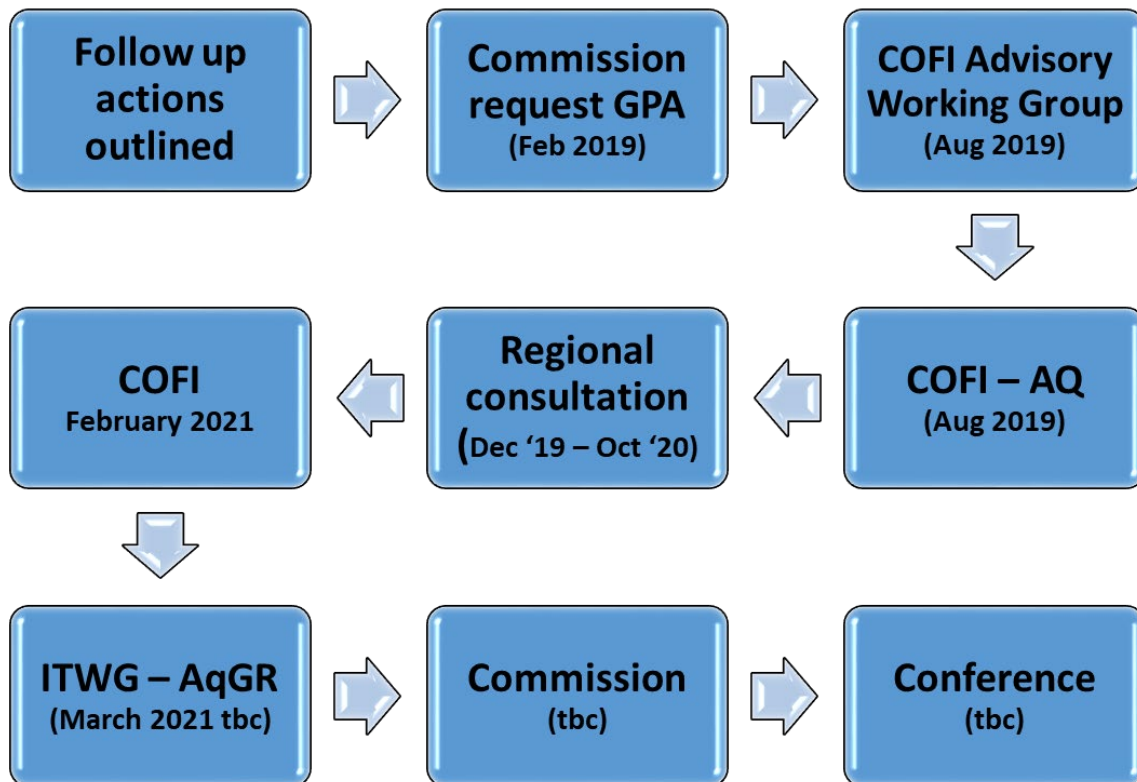 Follow up
actions
outlined
Commission
request GPA
(Feb 2019)
COFI Advisory
Working Group
(Aug 2019)
COFI
February 2021
Regional
consultation
(Dec ‘19 – Oct ‘20)
COFI – AQ
(Aug 2019)
ITWG – AqGR
(March 2021 tbc)
Commission
(tbc)
Conference
(tbc)